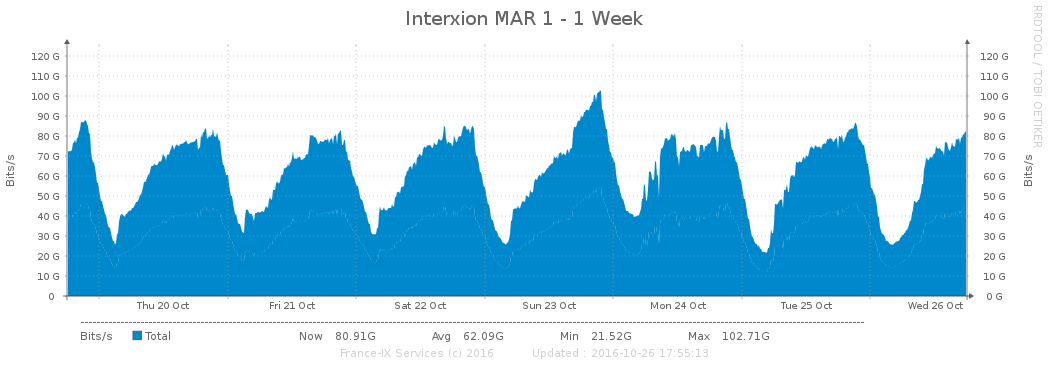 Interxion MAR 1 - 1 Week
RRDTOOL / TOBI OETIKER
Bits/s
120 G 120 G
110 G 110 G
100 G 100 G
90 G 90 G
80 G 80 G
70 G 70 G
60 G 60 G
50 G 50 G
40 G 40 G
30 G 30 G
20 G 20 G
10 G 10 G
0 0 G
Bits/s
Thu 20 Oct Fri 21 Oct Sat 22 Oct Sun 23 Oct Mon 24 Oct Tue 25 Oct Wed 26 Oct
Bits/s Total Now 80.91G Avg 62.09G Min 21.52G Max 102.71G
France-IX Services (c) 2016 Updated : 2016-10-26 17:55:13